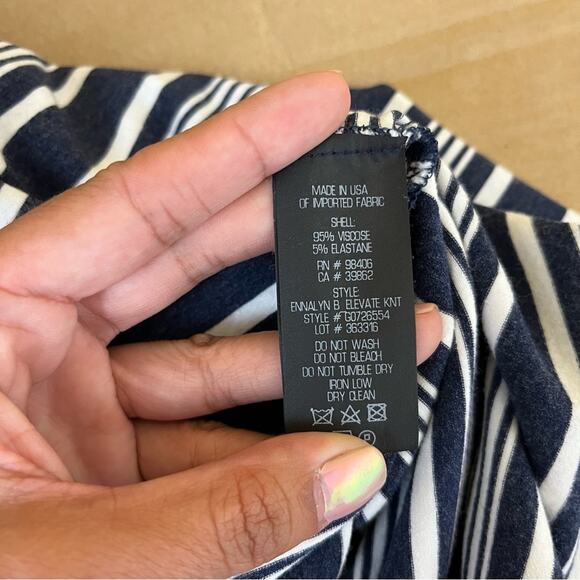 MADE IN USA
OF IMPORTED FABRIC
SHELL:
95% VISCOSE
5% ELASTANE
RN # 98406
CA # 39862
STYLE:
ENNALYN B. ELEVATE KNT
STYLE # G0726554
LOT # 363316
DO NOT WASH
DO NOT BLEACH
DO NOT TUMBLE DRY
IRON LOW
DRY CLEAN